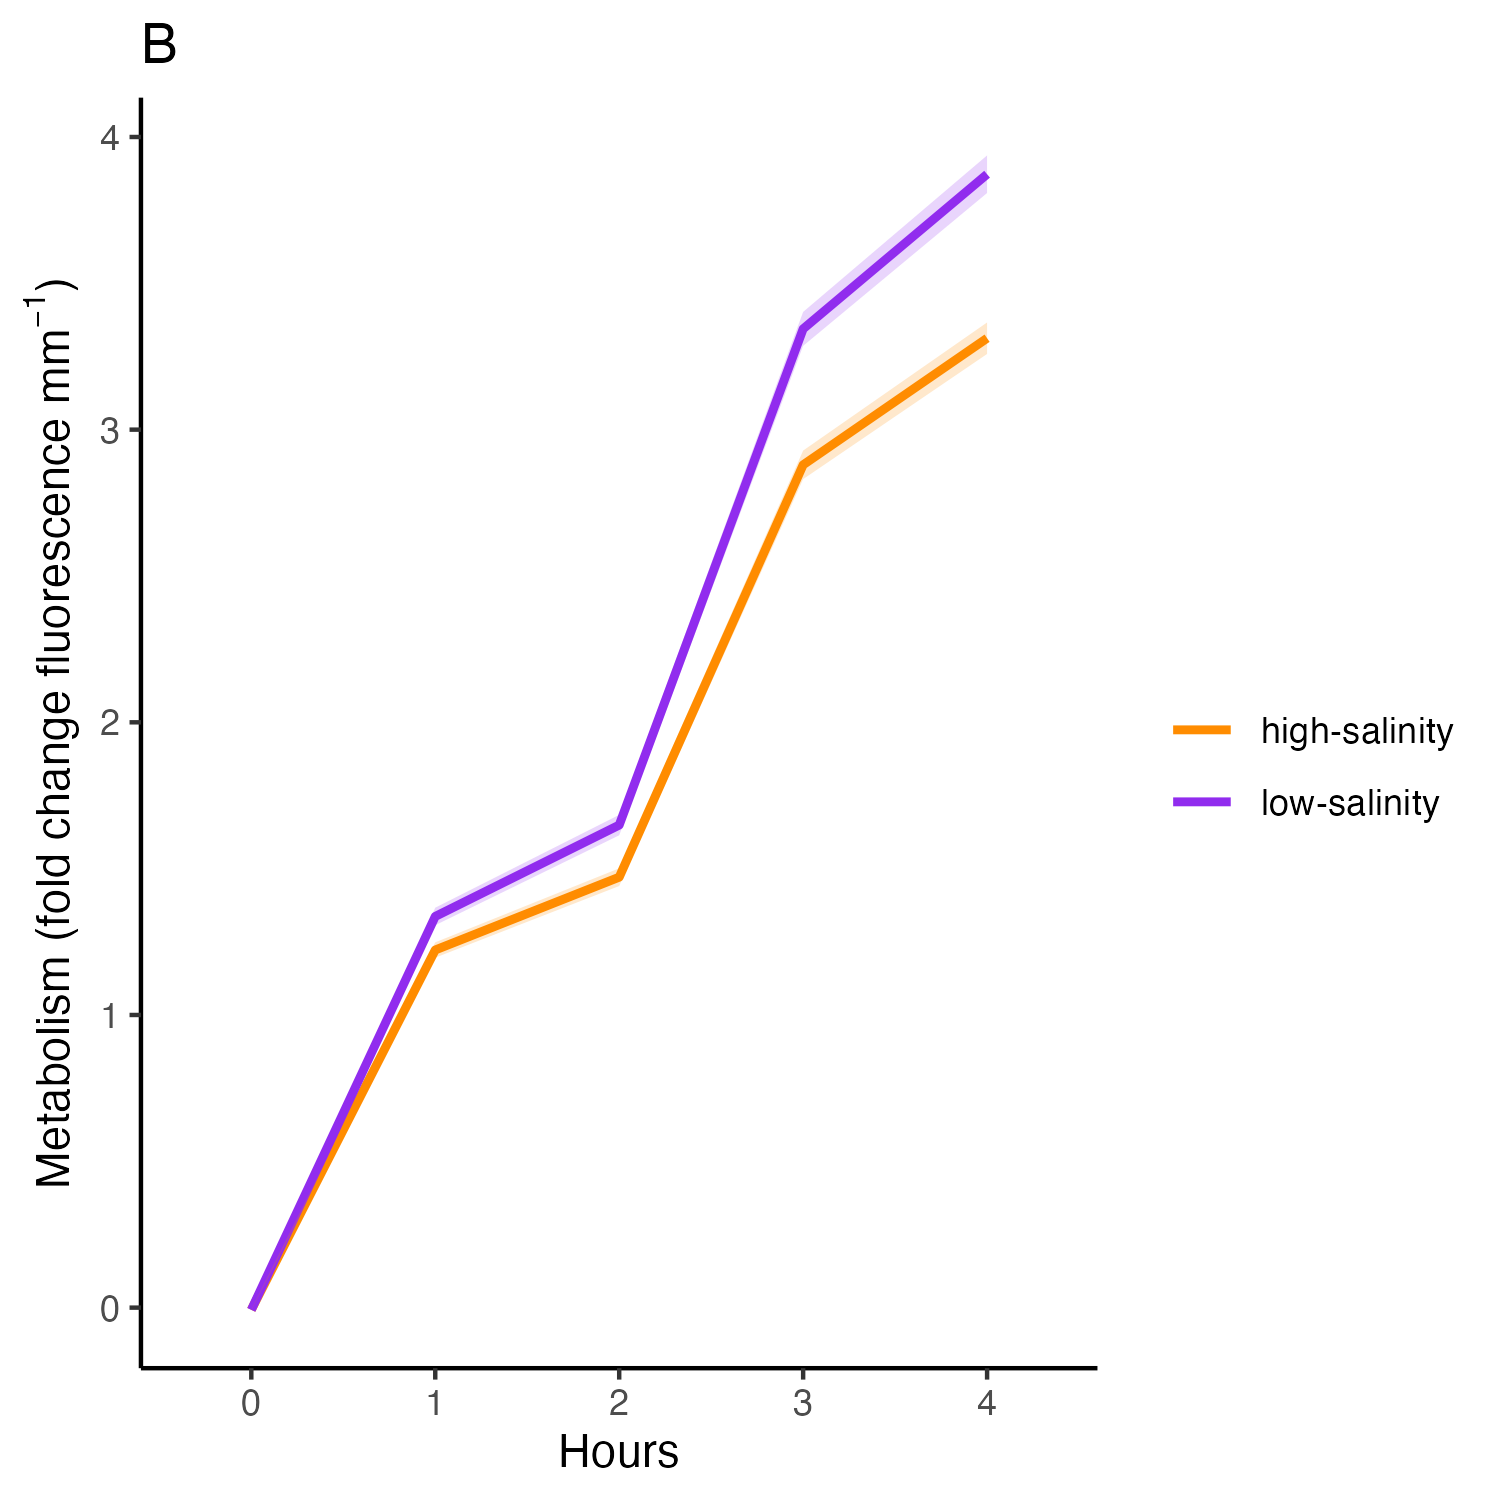 B
Metabolism (fold change fluorescence mm⁻¹)
4
3
2
1
0
0 1 2 3 4
Hours
high-salinity
low-salinity